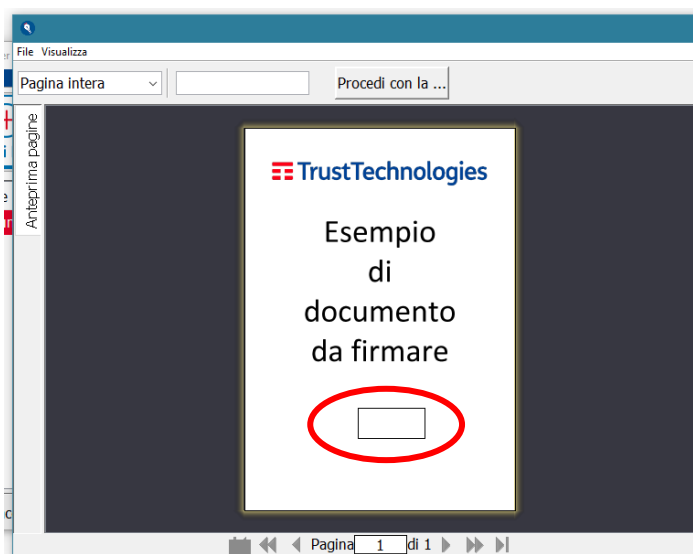 File Visualizza
Pagina intera
Procedi con la ...
Anteprima pagine
TrustTechnologies
Esempio
di
documento
da firmare
Pagina 1 di 1